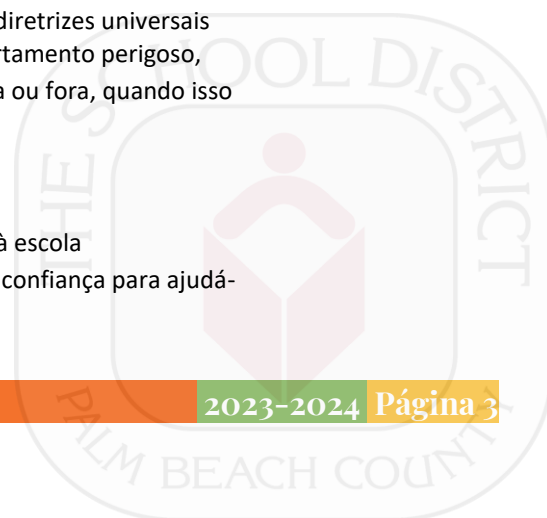 diretrizes universais
rtamento perigoso,
a ou fora, quando isso
à escola
confiança para ajudá-
2023-2024 Página 3
THE SCHOOL DISTRICT
PALM BEACH COUNTY